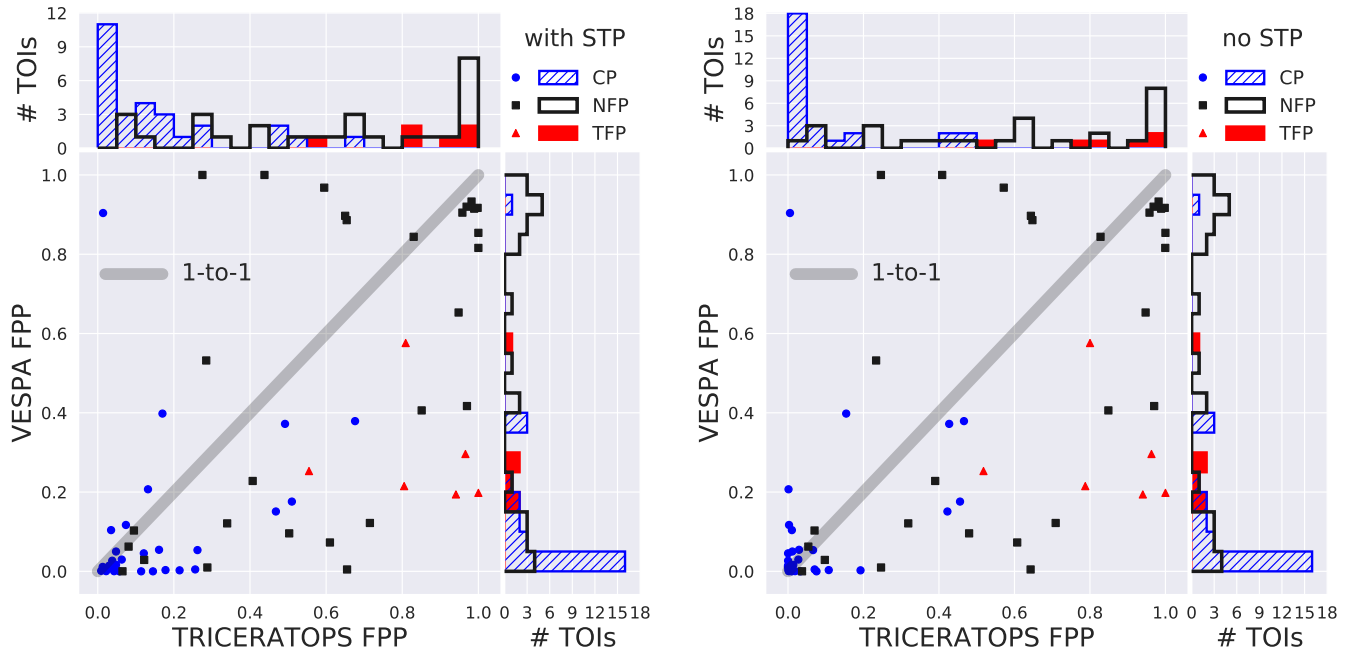 12
9
6
3
0
# TOIs
with STP
CP
NFP
TFP
1.0
0.8
0.6
0.4
0.2
0.0
VESPA FPP
1-to-1
0.0 0.2 0.4 0.6 0.8 1.0
TRICERATOPS FPP
0 3 6 9 12 15 18
# TOIs
18
15
12
9
6
3
0
# TOIs
no STP
CP
NFP
TFP
1.0
0.8
0.6
0.4
0.2
0.0
VESPA FPP
1-to-1
0.0 0.2 0.4 0.6 0.8 1.0
TRICERATOPS FPP
0 3 6 9 12 15 18
# TOIs